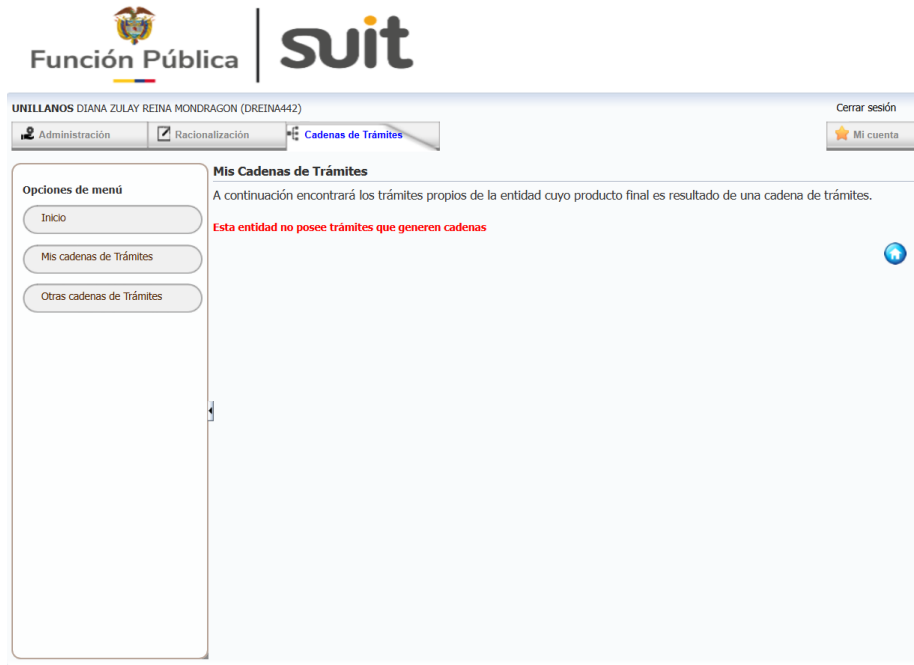 Función Pública
suit
UNILLANOS DIANA ZULAY REINA MONDRAGON (DREINA442)
Cerrar sesión
Administración
Racionalización
Cadenas de Trámites
Mi cuenta
Opciones de menú
Inicio
Mis cadenas de Trámites
Otras cadenas de Trámites
Mis Cadenas de Trámites
A continuación encontrará los trámites propios de la entidad cuyo producto final es resultado de una cadena de trámites.
Esta entidad no posee trámites que generen cadenas